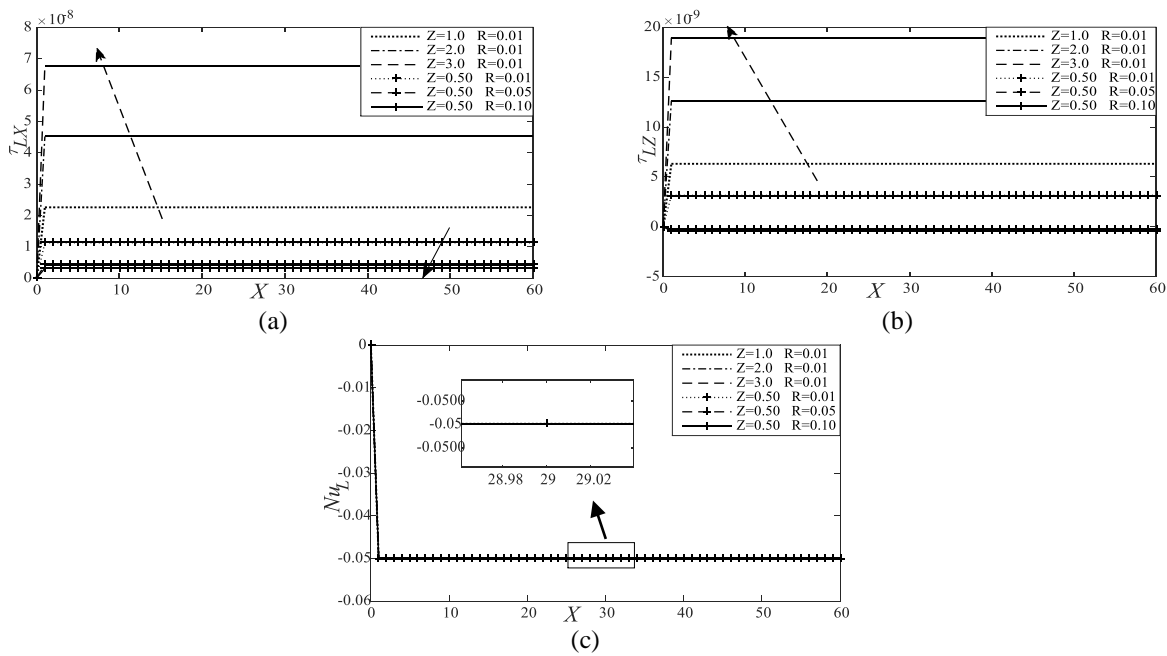 ×10-8
8
7
6
5
4
3
2
1
0
τLX
Z=1.0 R=0.01
Z=2.0 R=0.01
Z=3.0 R=0.01
Z=0.50 R=0.01
Z=0.50 R=0.05
Z=0.50 R=0.10
0 10 20 30 40 50 60
X
(a)
×10-9
20
15
10
5
0
-5
τLZ
Z=1.0 R=0.01
Z=2.0 R=0.01
Z=3.0 R=0.01
Z=0.50 R=0.01
Z=0.50 R=0.05
Z=0.50 R=0.10
0 10 20 30 40 50 60
X
(b)
0
-0.01
-0.02
-0.03
-0.04
-0.05
-0.06
NuL
Z=1.0 R=0.01
Z=2.0 R=0.01
Z=3.0 R=0.01
Z=0.50 R=0.01
Z=0.50 R=0.05
Z=0.50 R=0.10
-0.0500
-0.05
-0.0500
28.98 29 29.02
0 10 20 30 40 50 60
X
(c)